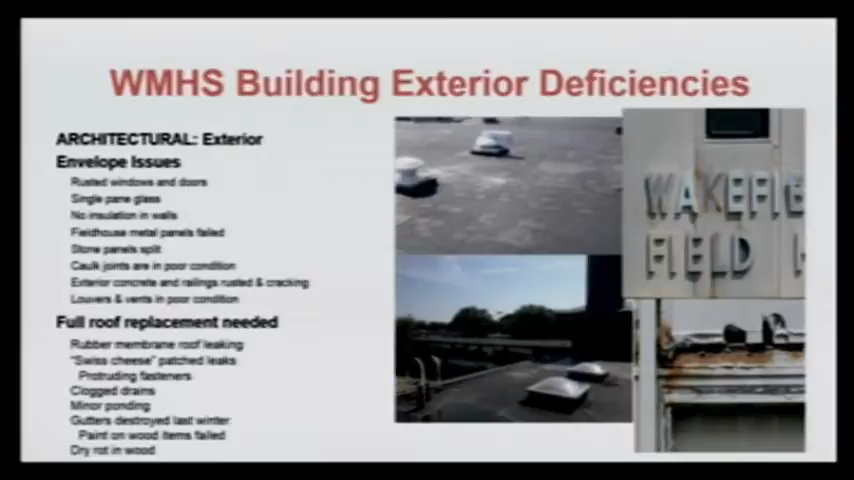 WMHS Building Exterior Deficiencies
ARCHITECTURAL: Exterior
Envelope Issues
Rusted windows and doors
Single pane glass
No insulation in walls
Fieldhouse metal panels failed
Stone panels split
Caulk joints are in poor condition
Exterior concrete and railings rusted & cracking
Louvers & vents in poor condition
Full roof replacement needed
Rubber membrane roof leaking:
"Swiss cheese" patched leaks
Protruding fasteners
Clogged drains
Minor ponding
Gutters destroyed last winter
Paint on wood items failed
Dry rot in wood
WAKEFIE
FIELD H